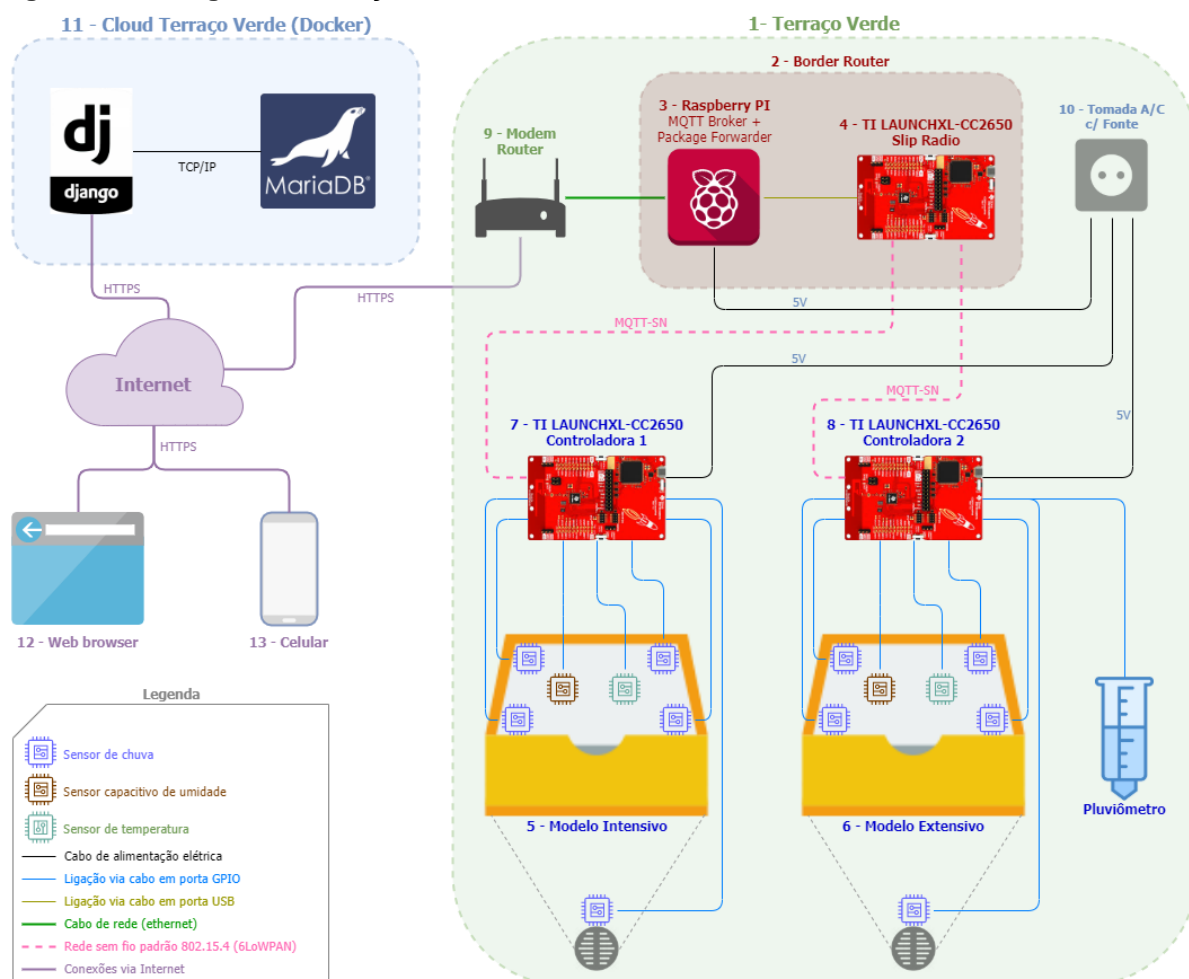 11 - Cloud Terraço Verde (Docker)
dj
django
TCP/IP
MariaDB®
HTTPS
Internet
HTTPS
HTTPS
12 - Web browser
13 - Celular
1- Terraço Verde
2 - Border Router
3 - Raspberry PI
MQTT Broker +
Package Forwarder
4 - TI LAUNCHXL-CC2650
Slip Radio
9 - Modem
Router
10 - Tomada A/C
c/ Fonte
5V
MQTT-SN
5V
MQTT-SN
5V
7 - TI LAUNCHXL-CC2650
Controladora 1
8 - TI LAUNCHXL-CC2650
Controladora 2
5 - Modelo Intensivo
6 - Modelo Extensivo
Pluviômetro
Legenda
Sensor de chuva
Sensor capacitivo de umidade
Sensor de temperatura
Cabo de alimentação elétrica
Ligação via cabo em porta GPIO
Ligação via cabo em porta USB
Cabo de rede (ethernet)
Rede sem fio padrão 802.15.4 (6LoWPAN)
Conexões via Internet